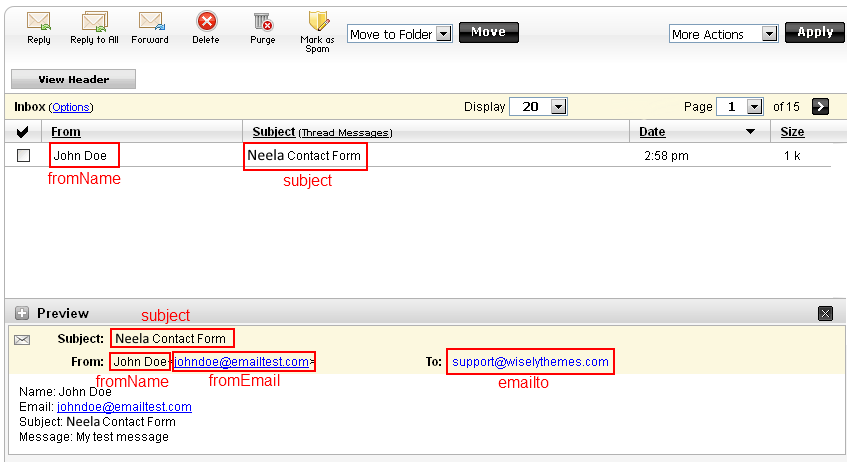 Reply Reply to All Forward Delete Purge Mark as Spam Move to Folder Move More Actions Apply
View Header
Inbox (Options) Display 20 Page 1 of 15
From Subject (Thread Messages) Date Size
John Doe Neela Contact Form 2:58 pm 1 k
fromName subject
subject
Preview
Subject: Neela Contact Form
From: John Doe<johndoe@emailtest.com> To: support@wiselythemes.com
fromName fromEmail emailto
Name: John Doe
Email: johndoe@emailtest.com
Subject: Neela Contact Form
Message: My test message